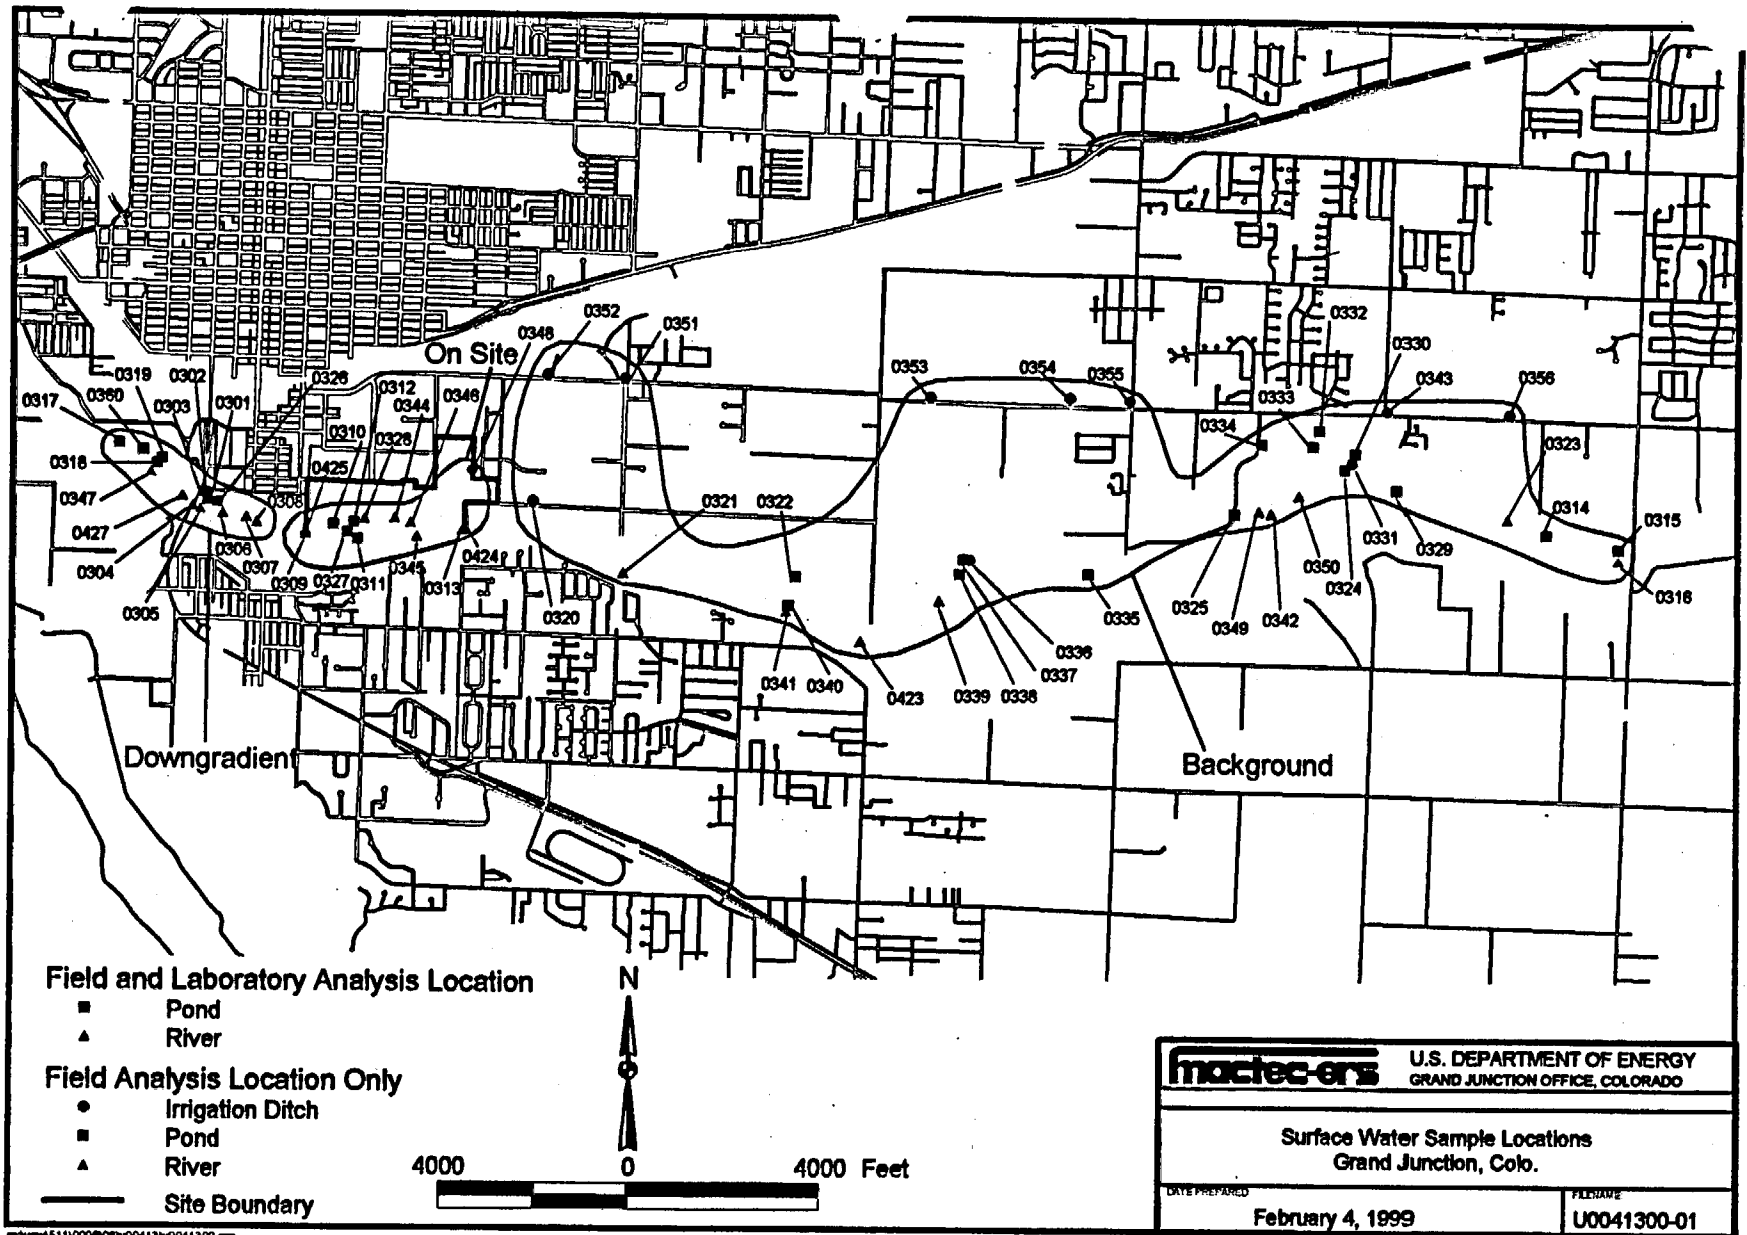 0352
0348
0351
0332
On Site
0330
0319
0302
0326
0312
0353
0354
0355
0343
0356
0317
0360
0303
0301
0344
0346
0333
0310
0328
0334
0323
0318
0425
0308
0321
0322
0314
0315
0347
0331
0329
0427
0306
0424
0350
0304
0307
0309
0327
0311
0345
0313
0324
0316
0305
0320
0335
0325
0349
0342
0336
0337
0341
0340
0423
0339
0338
Downgradient
Background
Field and Laboratory Analysis Location
Pond
River
Field Analysis Location Only
Irrigation Ditch
Pond
River
Site Boundary
N
4000 0 4000 Feet
mactec-ers
U.S. DEPARTMENT OF ENERGY
GRAND JUNCTION OFFICE, COLORADO
Surface Water Sample Locations
Grand Junction, Colo.
DATE PREPARED
February 4, 1999
FILENAME
U0041300-01